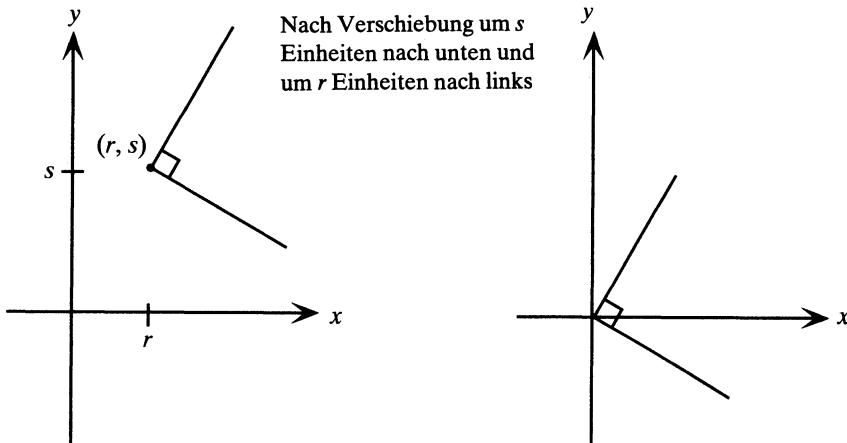 y
Nach Verschiebung um s
Einheiten nach unten und
um r Einheiten nach links
y
(r, s)
s
x
r
x